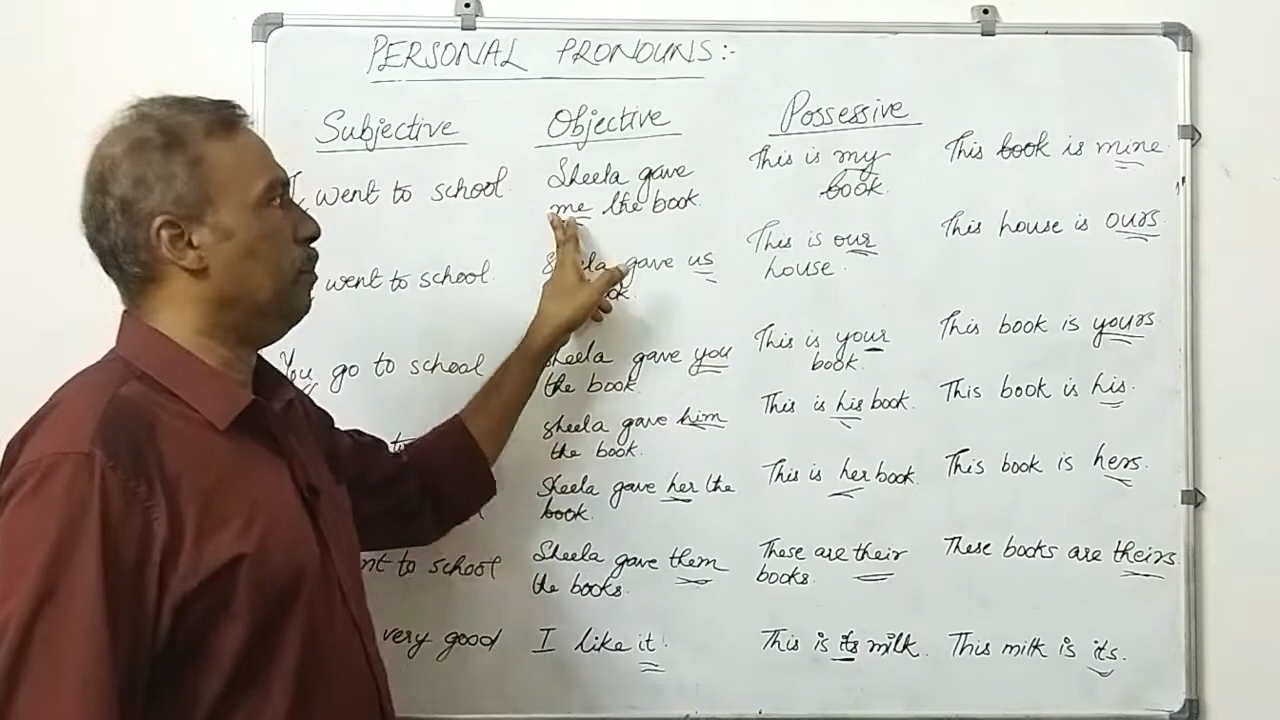 PERSONAL PRONOUNS:-
Subjective
I went to school.
went to school.
You go to school
nt to school
very good
Objective
Sheela gave
me the book.
gave us
Sheela gave you
the book.
Sheela gave him
the book.
Sheela gave her the
book.
Sheela gave them
the books.
I like it.
Possessive
This is my
book.
This is our
house.
This is your
book.
This is his book.
This is her book.
These are their
books.
This is its milk.
This book is mine.
This house is ours.
This book is yours.
This book is his.
This book is hers.
These books are theirs.
This milk is its.